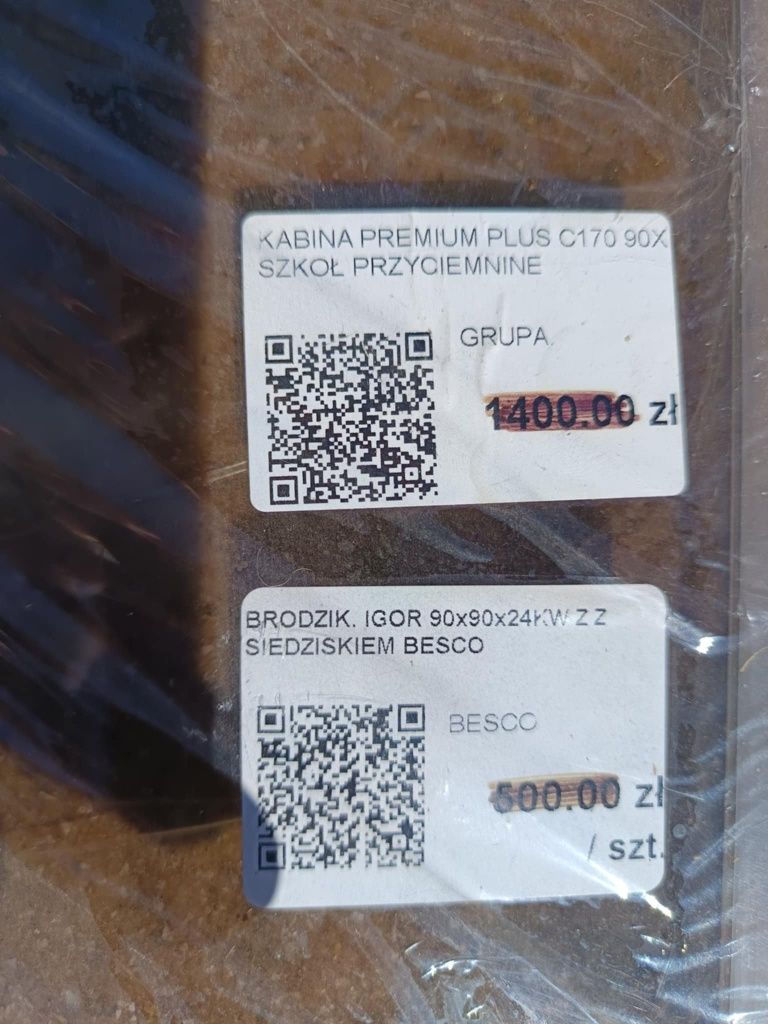 KABINA PREMIUM PLUS C170 90X
SZKOŁ PRZYCIEMNINE
GRUPA.
1400.00 zł
BRODZIK. IGOR 90x90x24KW Z Z
SIEDZISKIEM BESCO
BESCO
500.00 zł
/ szt.